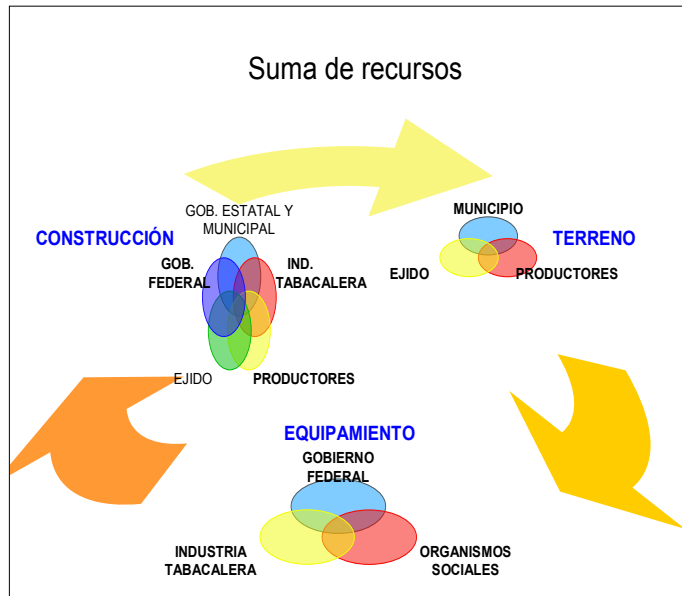 Suma de recursos
GOB. ESTATAL Y
MUNICIPAL
CONSTRUCCIÓN
GOB.
FEDERAL
IND.
TABACALERA
EJIDO
PRODUCTORES
MUNICIPIO
TERRENO
EJIDO
PRODUCTORES
EQUIPAMIENTO
GOBIERNO
FEDERAL
INDUSTRIA
TABACALERA
ORGANISMOS
SOCIALES